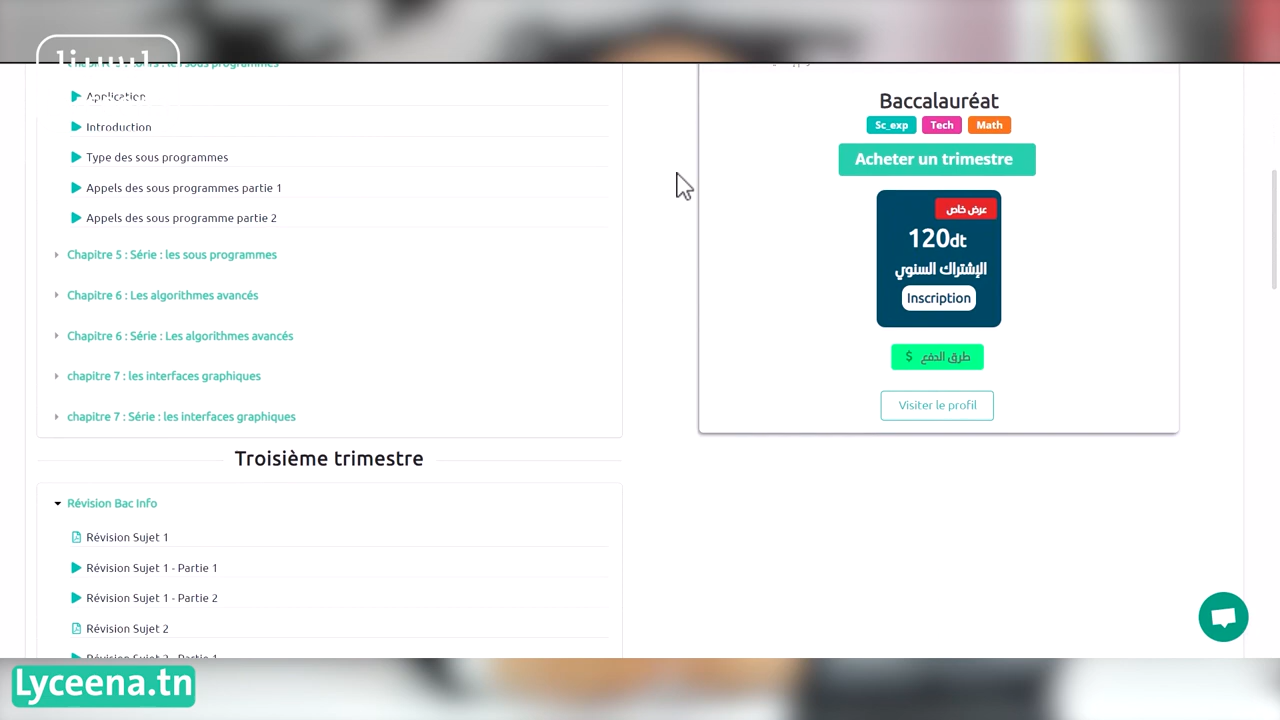 ليسينا
Application
Introduction
Type des sous programmes
Appels des sous programmes partie 1
Appels des sous programme partie 2
Chapitre 5 : Série : les sous programmes
Chapitre 6 : Les algorithmes avancés
Chapitre 6 : Série : Les algorithmes avancés
chapitre 7 : les interfaces graphiques
chapitre 7 : Série : les interfaces graphiques
Troisième trimestre
Révision Bac Info
Révision Sujet 1
Révision Sujet 1 - Partie 1
Révision Sujet 1 - Partie 2
Révision Sujet 2
Baccalauréat
Sc_exp Tech Math
Acheter un trimestre
عرض خاص
120dt
الإشتراك السنوي
Inscription
طرق الدفع $
Visiter le profil
Lyceena.tn